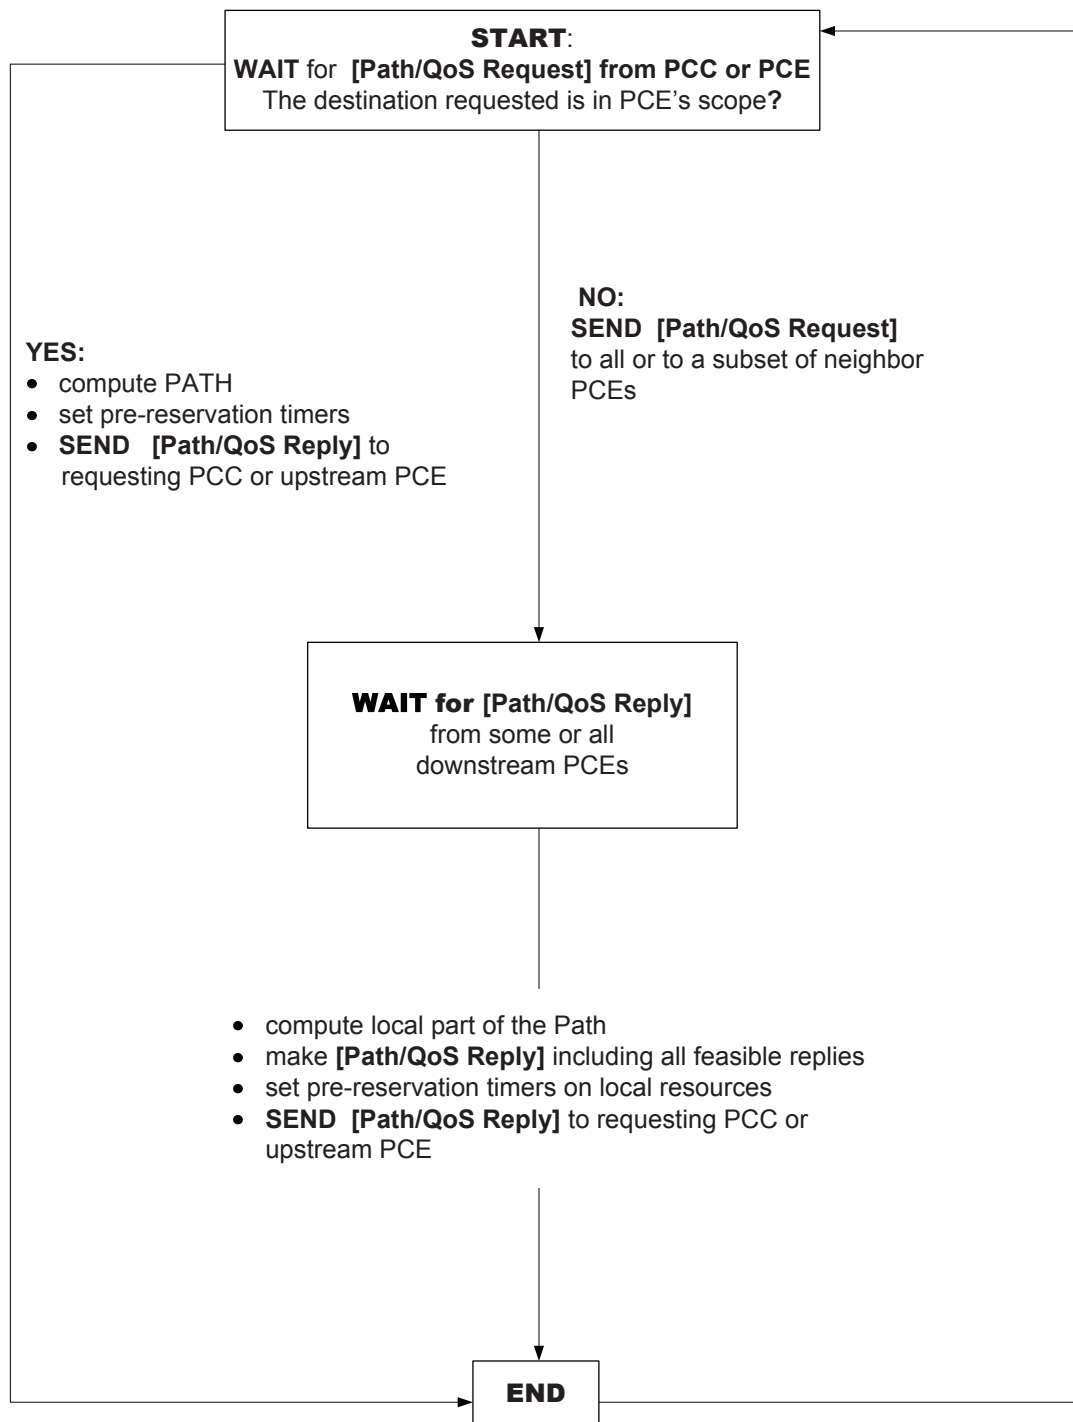 START:
WAIT for [Path/QoS Request] from PCC or PCE
The destination requested is in PCE’s scope?
NO:
SEND [Path/QoS Request]
to all or to a subset of neighbor
PCEs
YES:
• compute PATH
• set pre-reservation timers
• SEND [Path/QoS Reply] to
requesting PCC or upstream PCE
WAIT for [Path/QoS Reply]
from some or all
downstream PCEs
• compute local part of the Path
• make [Path/QoS Reply] including all feasible replies
• set pre-reservation timers on local resources
• SEND [Path/QoS Reply] to requesting PCC or
upstream PCE
END